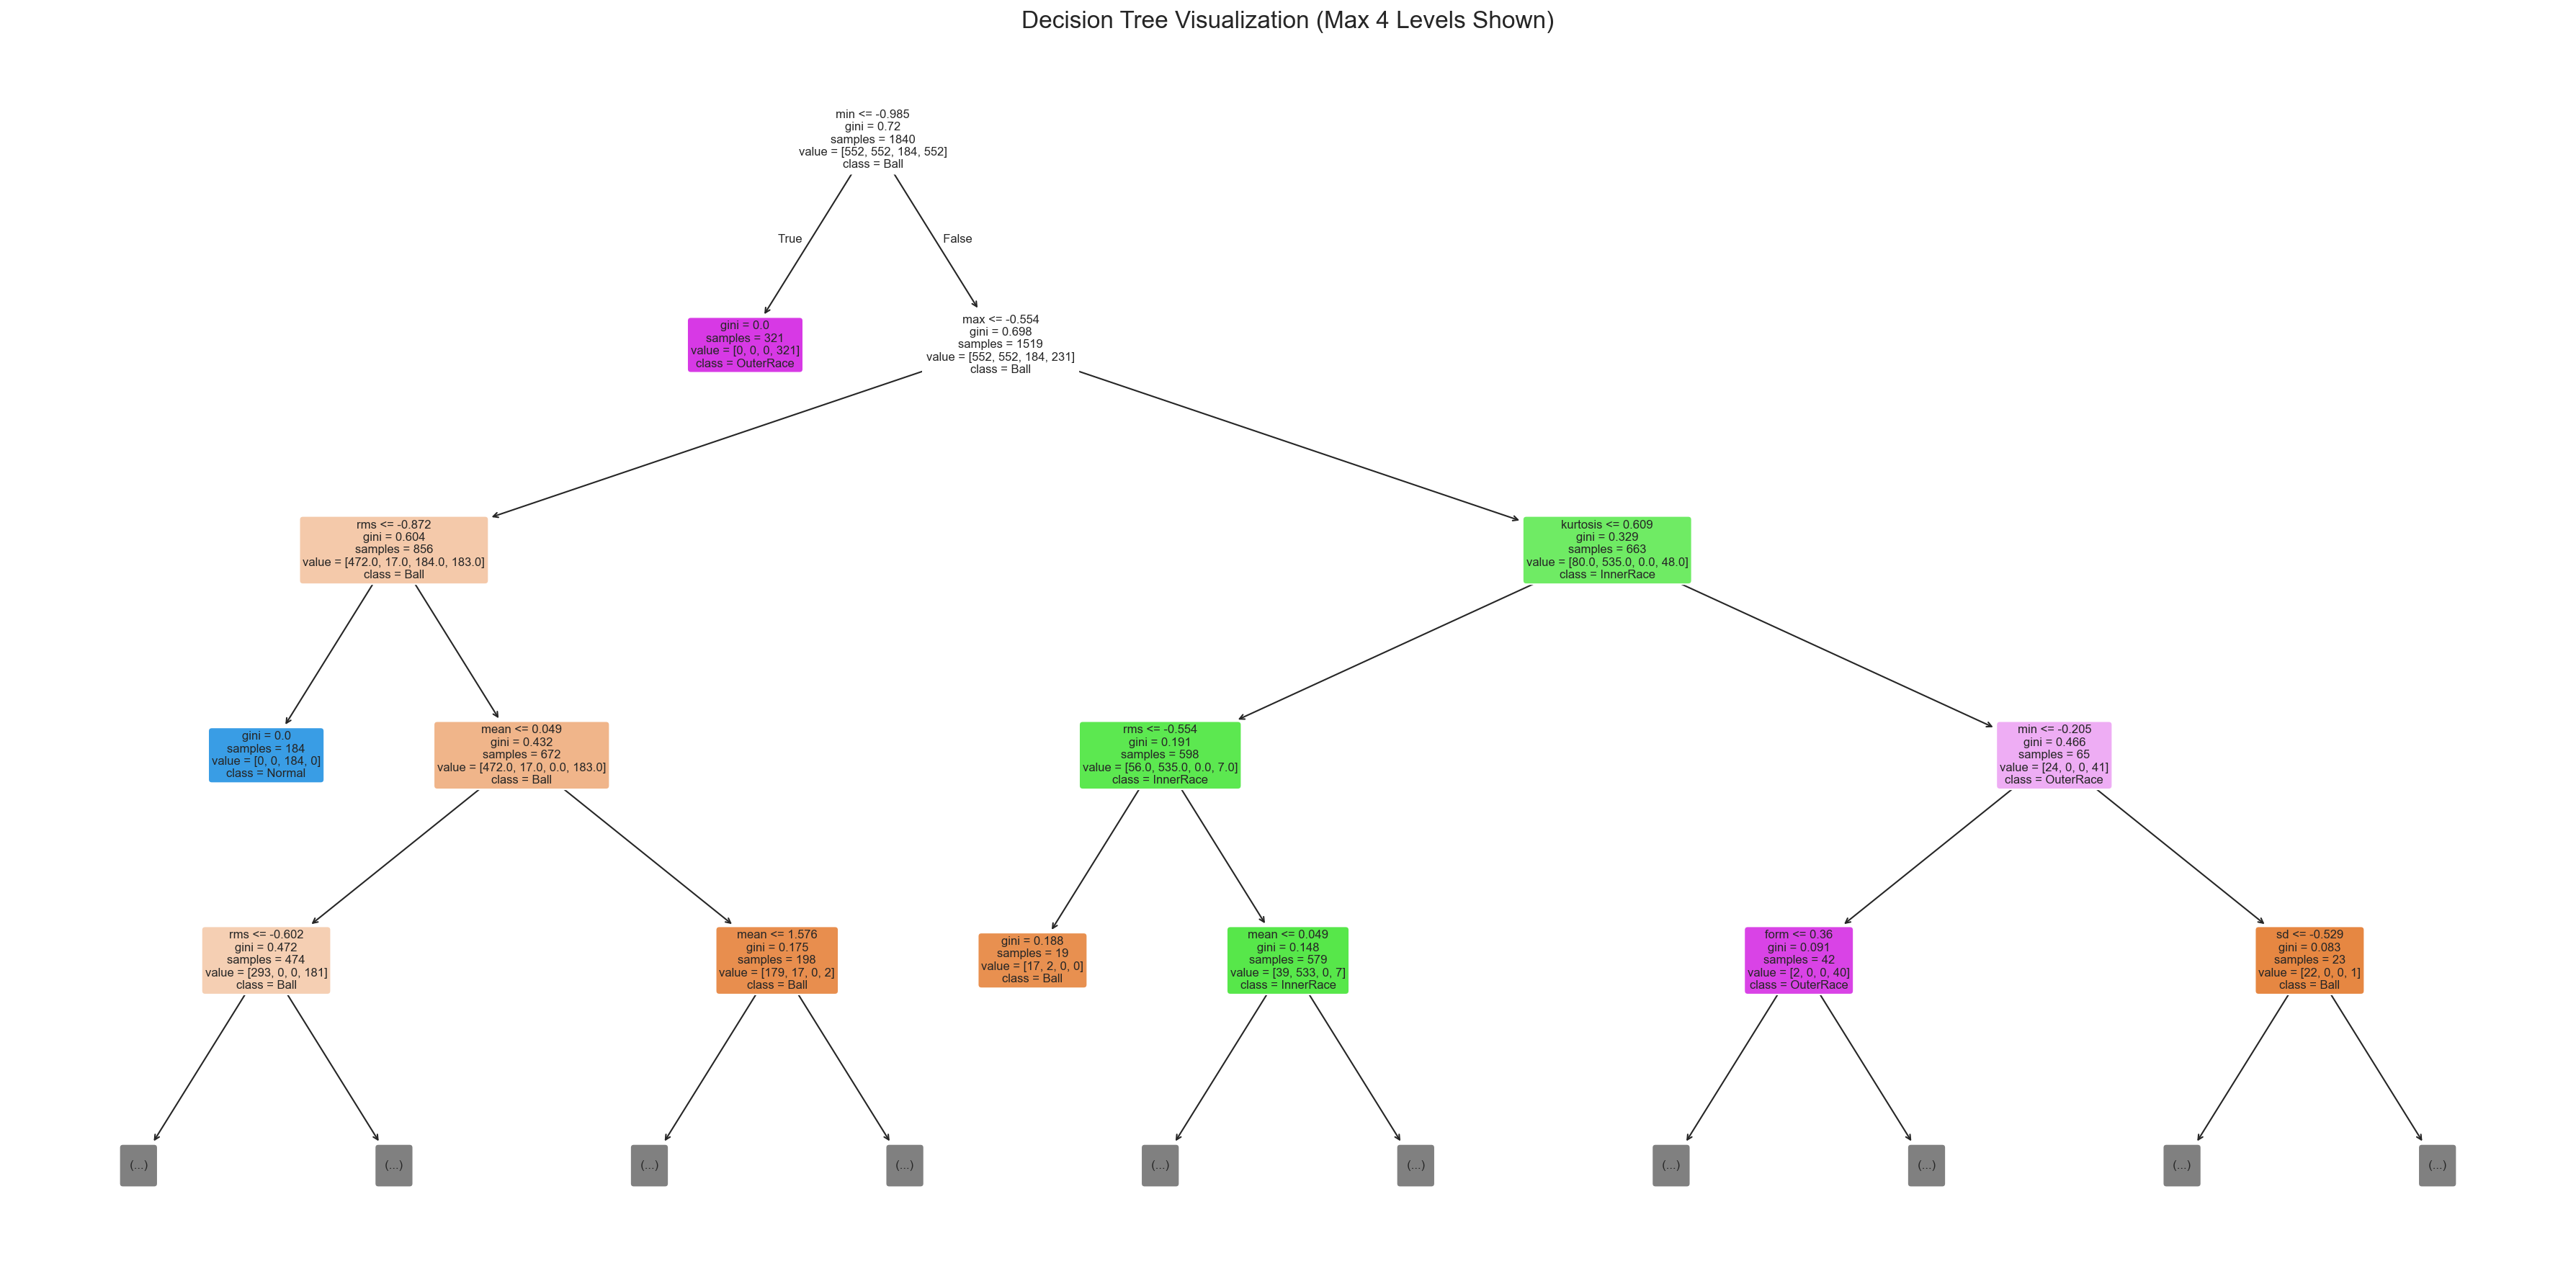 Decision Tree Visualization (Max 4 Levels Shown)
min <= -0.985
gini = 0.72
samples = 1840
value = [552, 552, 184, 552]
class = Ball
True
False
gini = 0.0
samples = 321
value = [0, 0, 0, 321]
class = OuterRace
max <= -0.554
gini = 0.698
samples = 1519
value = [552, 552, 184, 231]
class = Ball
rms <= -0.872
gini = 0.604
samples = 856
value = [472.0, 17.0, 184.0, 183.0]
class = Ball
kurtosis <= 0.609
gini = 0.329
samples = 663
value = [80.0, 535.0, 0.0, 48.0]
class = InnerRace
gini = 0.0
samples = 184
value = [0, 0, 184, 0]
class = Normal
mean <= 0.049
gini = 0.432
samples = 672
value = [472.0, 17.0, 0.0, 183.0]
class = Ball
rms <= -0.554
gini = 0.191
samples = 598
value = [56.0, 535.0, 0.0, 7.0]
class = InnerRace
min <= -0.205
gini = 0.466
samples = 65
value = [24, 0, 0, 41]
class = OuterRace
rms <= -0.602
gini = 0.472
samples = 474
value = [293, 0, 0, 181]
class = Ball
mean <= 1.576
gini = 0.175
samples = 198
value = [179, 17, 0, 2]
class = Ball
gini = 0.188
samples = 19
value = [17, 2, 0, 0]
class = Ball
mean <= 0.049
gini = 0.148
samples = 579
value = [39, 533, 0, 7]
class = InnerRace
form <= 0.36
gini = 0.091
samples = 42
value = [2, 0, 0, 40]
class = OuterRace
sd <= -0.529
gini = 0.083
samples = 23
value = [22, 0, 0, 1]
class = Ball
(...)
(...)
(...)
(...)
(...)
(...)
(...)
(...)
(...)
(...)